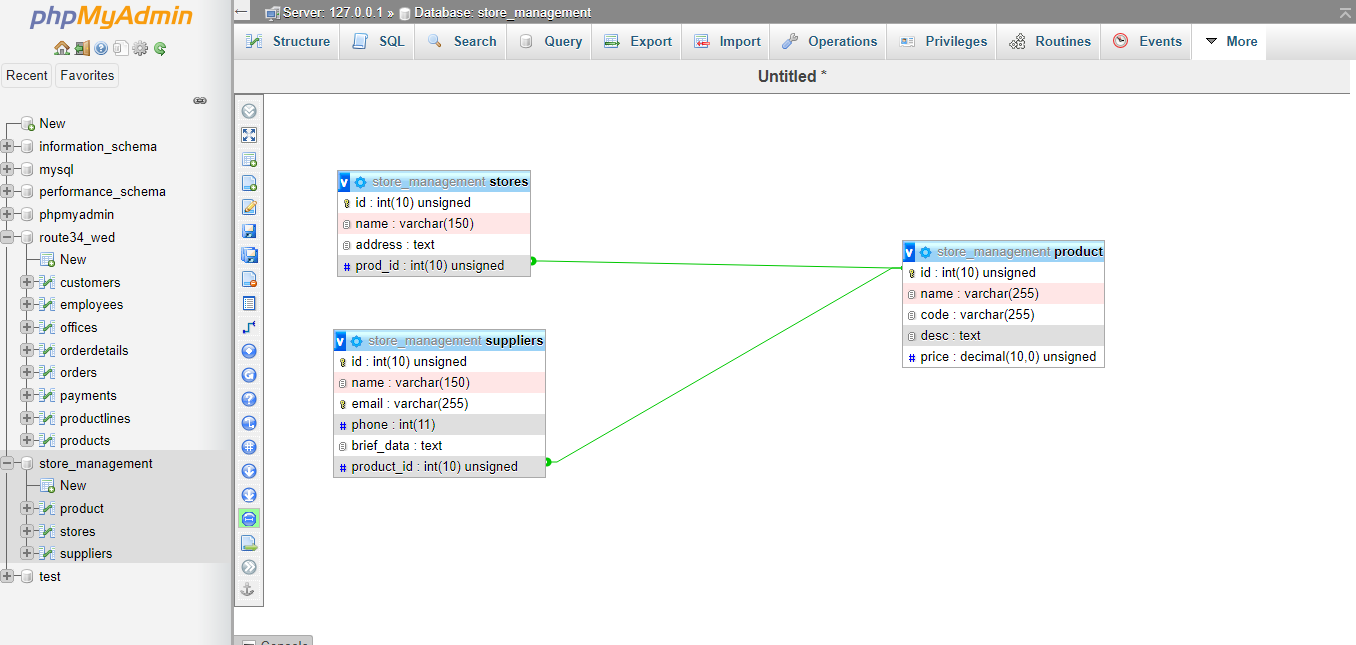 phpMyAdmin
Recent Favorites
New
information_schema
mysql
performance_schema
phpmyadmin
route34_wed
New
customers
employees
offices
orderdetails
orders
payments
productlines
products
store_management
New
product
stores
suppliers
test
Server: 127.0.0.1 » Database: store_management
Structure SQL Search Query Export Import Operations Privileges Routines Events More
Untitled *
v store_management stores
id : int(10) unsigned
name : varchar(150)
address : text
# prod_id : int(10) unsigned
v store_management suppliers
id : int(10) unsigned
name : varchar(150)
email : varchar(255)
# phone : int(11)
brief_data : text
# product_id : int(10) unsigned
v store_management product
id : int(10) unsigned
name : varchar(255)
code : varchar(255)
desc : text
# price : decimal(10,0) unsigned
Console